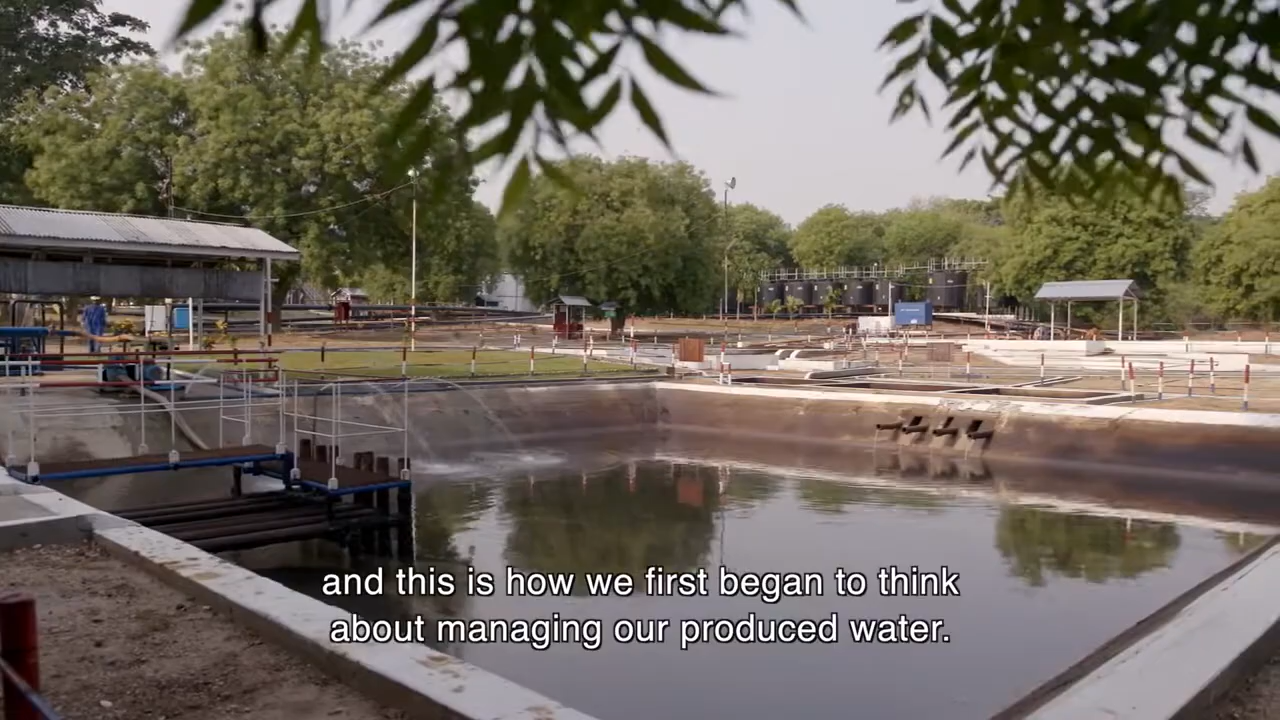 and this is how we first began to think
about managing our produced water.